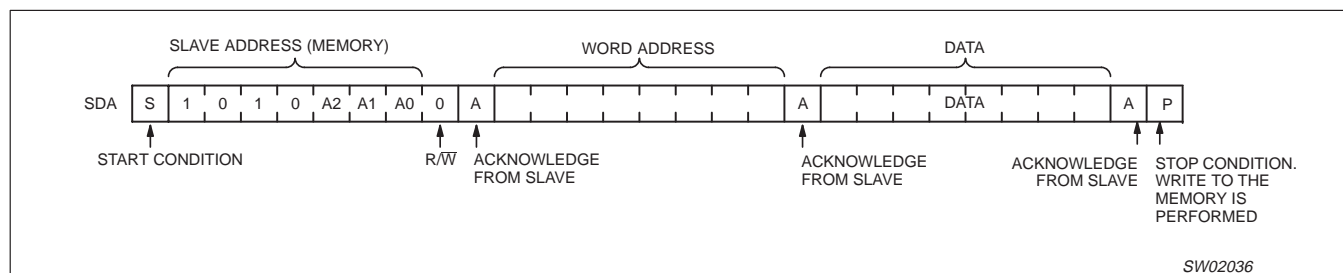 SLAVE ADDRESS (MEMORY) WORD ADDRESS DATA
SDA S 1 0 1 0 A2 A1 A0 0 A A DATA A P
START CONDITION R/W̅ ACKNOWLEDGE ACKNOWLEDGE ACKNOWLEDGE STOP CONDITION.
FROM SLAVE FROM SLAVE FROM SLAVE WRITE TO THE
MEMORY IS
PERFORMED
SW02036